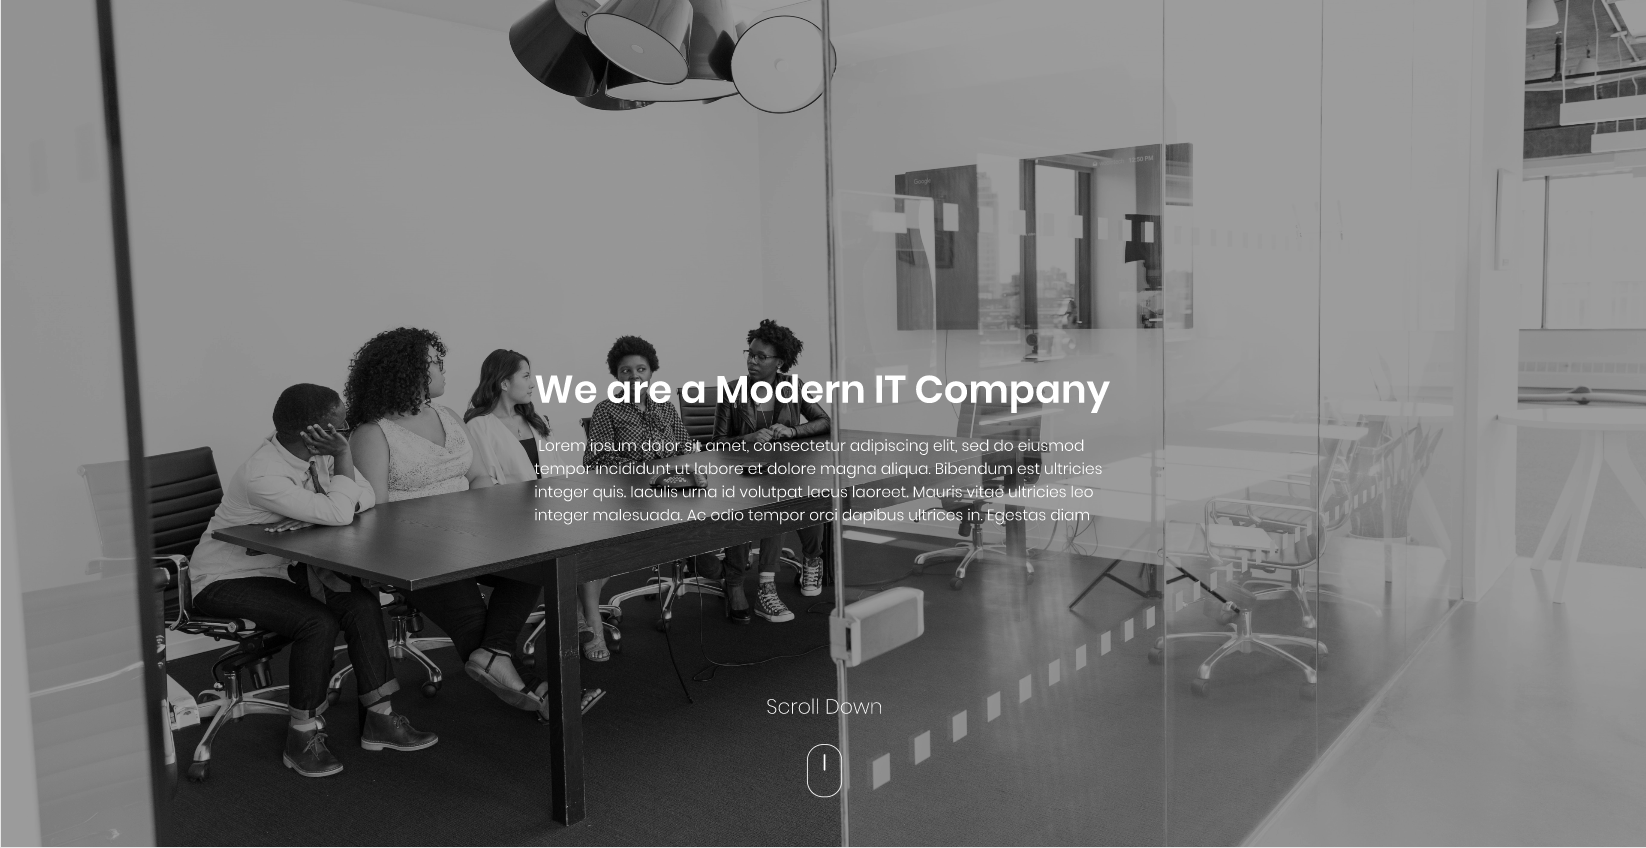 Google
We are a Modern IT Company
Lorem ipsum dolor sit amet, consectetur adipiscing elit, sed do eiusmod
tempor incididunt ut labore et dolore magna aliqua. Bibendum est ultricies
integer quis. Iaculis urna id volutpat lacus laoreet. Mauris vitae ultricies leo
integer malesuada. Ac odio tempor orci dapibus ultrices in. Egestas diam
Scroll Down